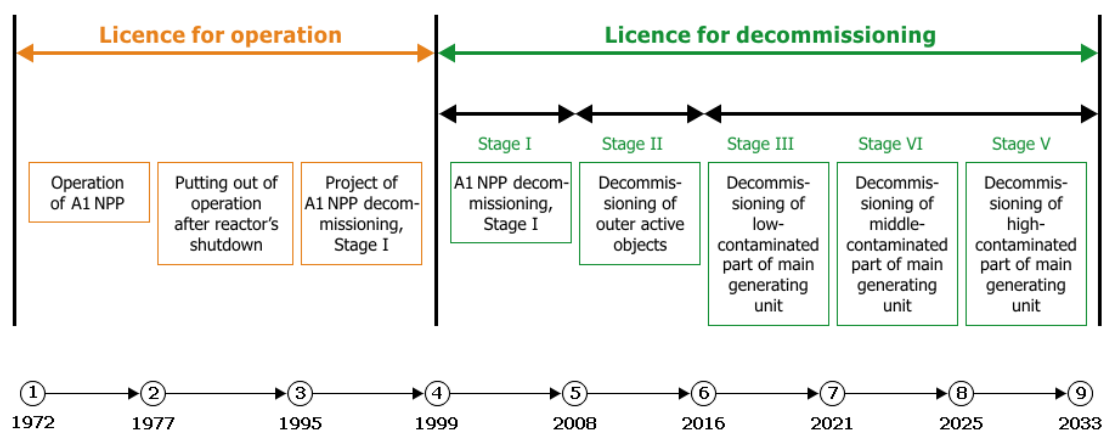 Licence for operation
Licence for decommissioning
Stage I
Stage II
Stage III
Stage VI
Stage V
Operation
of A1 NPP
Putting out of
operation
after reactor's
shutdown
Project of
A1 NPP decom-
missioning,
Stage I
A1 NPP decom-
missioning,
Stage I
Decommis-
sioning of
outer active
objects
Decommis-
sioning of
low-
contaminated
part of main
generating
unit
Decommis-
sioning of
middle-
contaminated
part of main
generating
unit
Decommis-
sioning of
high-
contaminated
part of main
generating
unit
1 2 3 4 5 6 7 8 9
1972 1977 1995 1999 2008 2016 2021 2025 2033